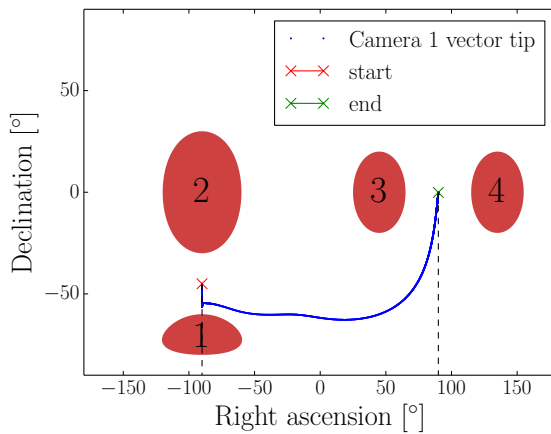 Camera 1 vector tip
start
end
50
0
−50
Declination [°]
2
3
4
1
−150 −100 −50 0 50 100 150
Right ascension [°]